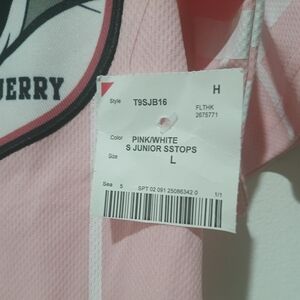 JERRY
H
Style T9SJB16
FLTHK
2675771
Color PINK/WHITE
S JUNIOR SSTOPS
Size L
Sea 5 SPT 02 091 25086342 0 1/1